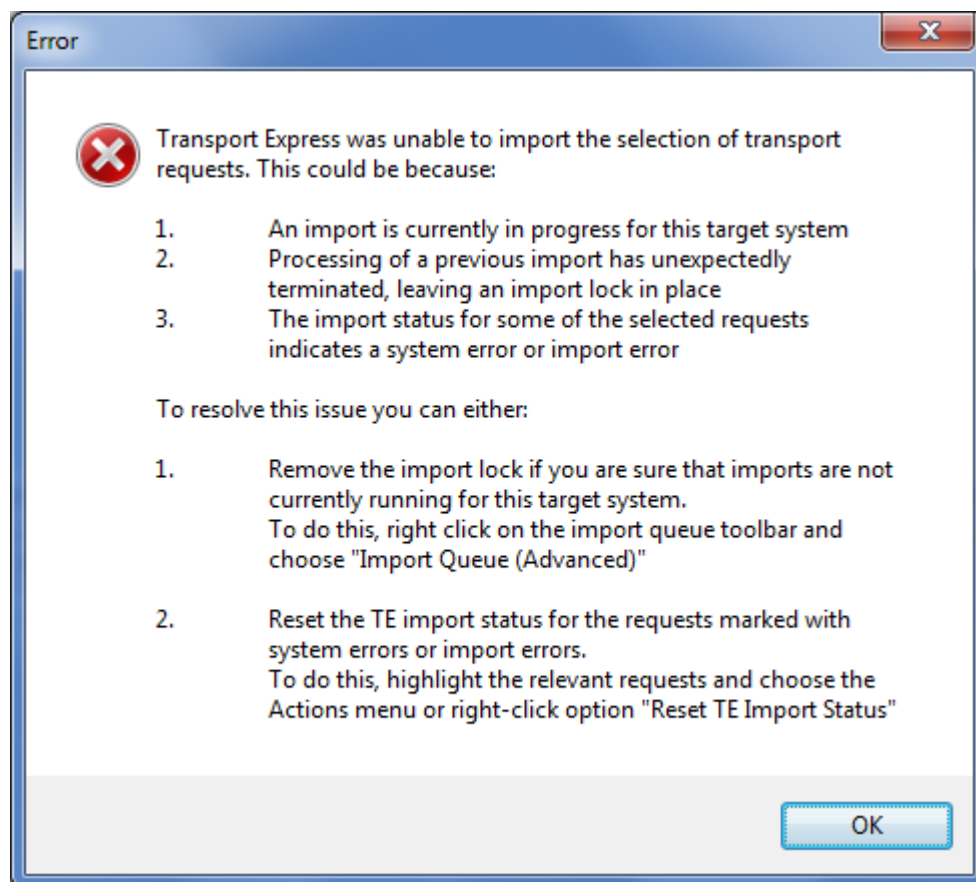 Error
Transport Express was unable to import the selection of transport
requests. This could be because:
1. An import is currently in progress for this target system
2. Processing of a previous import has unexpectedly
terminated, leaving an import lock in place
3. The import status for some of the selected requests
indicates a system error or import error
To resolve this issue you can either:
1. Remove the import lock if you are sure that imports are not
currently running for this target system.
To do this, right click on the import queue toolbar and
choose "Import Queue (Advanced)"
2. Reset the TE import status for the requests marked with
system errors or import errors.
To do this, highlight the relevant requests and choose the
Actions menu or right-click option "Reset TE Import Status"
OK